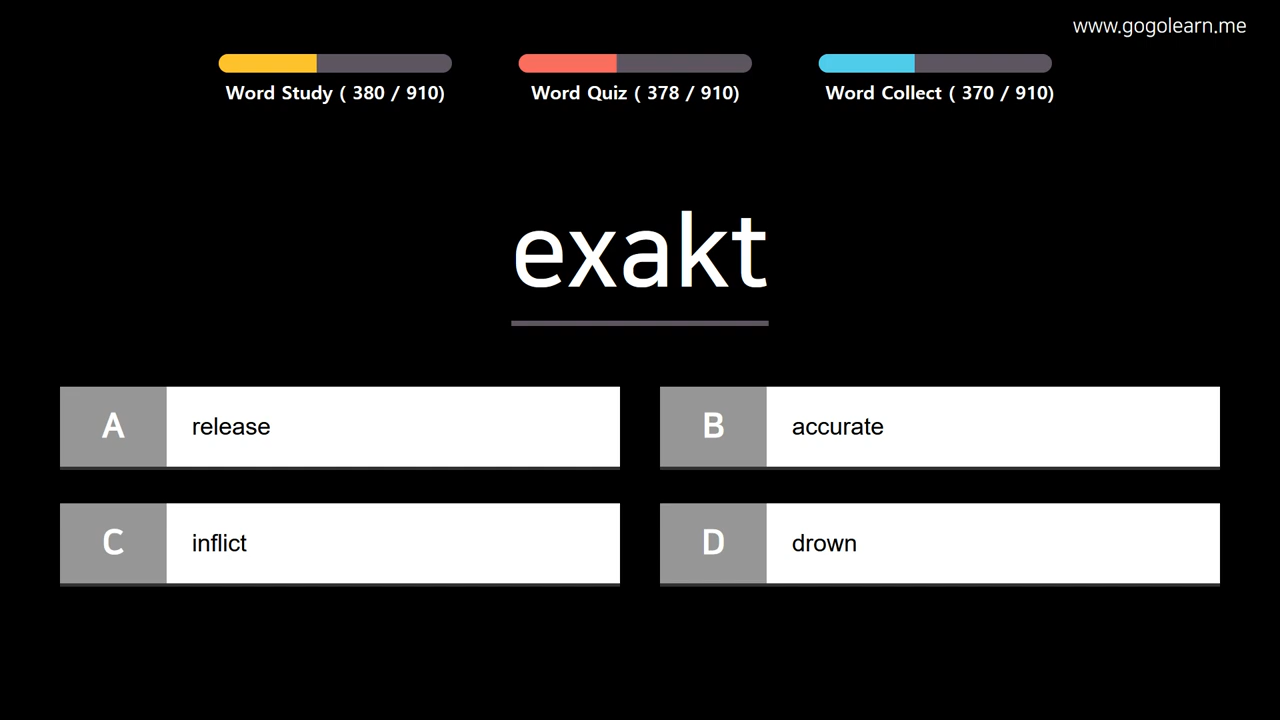 www.gogolearn.me
Word Study ( 380 / 910)
Word Quiz ( 378 / 910)
Word Collect ( 370 / 910)
exakt
A
release
B
accurate
C
inflict
D
drown